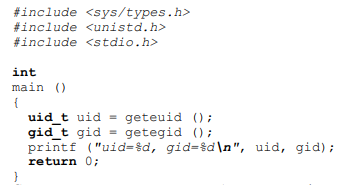 #include <sys/types.h>
#include <unistd.h>
#include <stdio.h>

int
main ()
{
  uid_t uid = geteuid ();
  gid_t gid = getegid ();
  printf ("uid=%d, gid=%d\n", uid, gid);
  return 0;
}